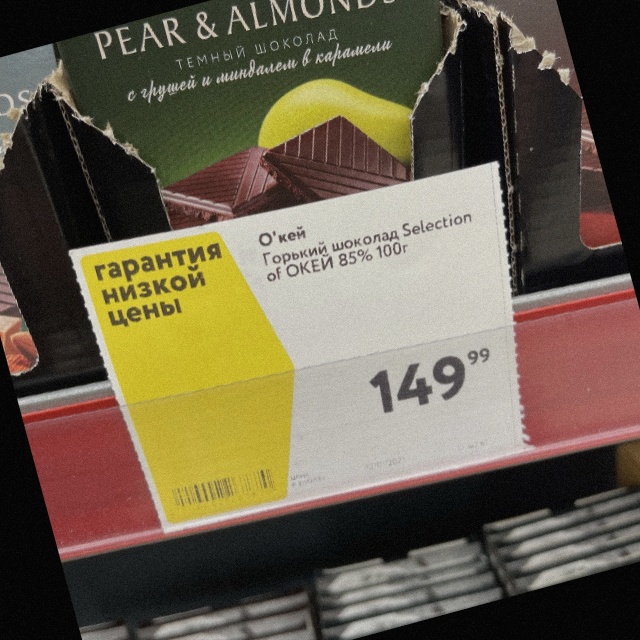 PEAR & ALMONDS
ТЕМНЫЙ ШОКОЛАД
с грушей и миндалем в карамели
гарантия
низкой
цены
О'кей
Горький шоколад Selection
of ОКЕЙ 85% 100г
149 99